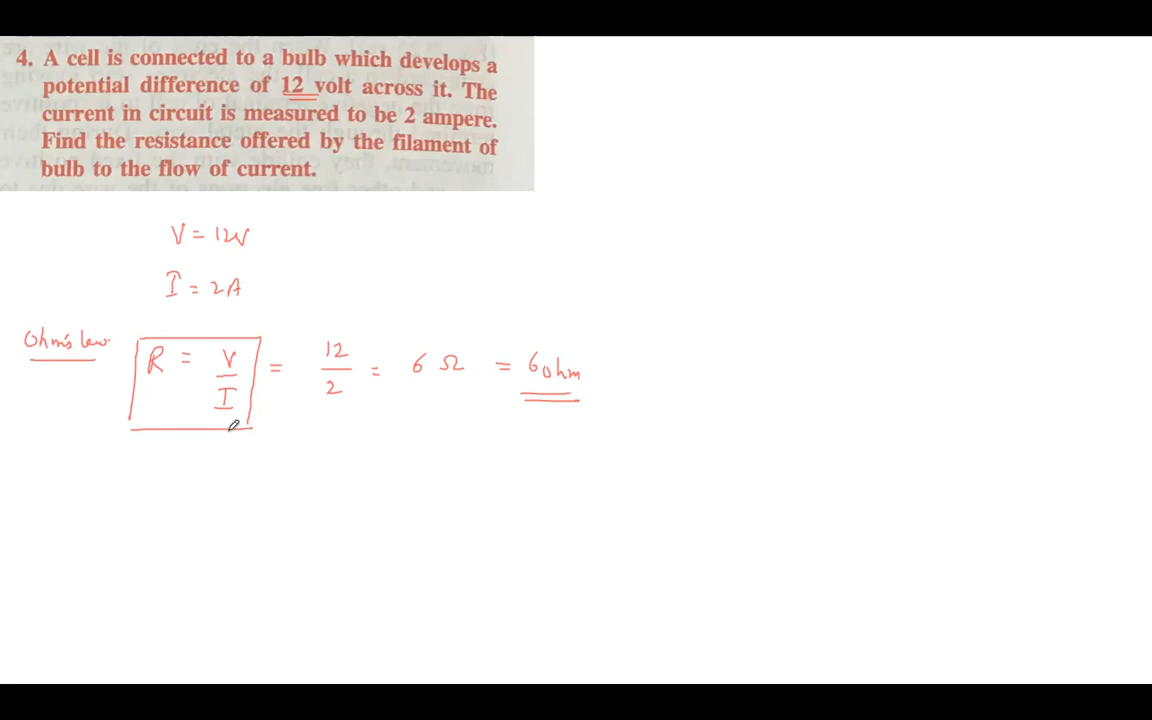 4. A cell is connected to a bulb which develops a
potential difference of 12 volt across it. The
current in circuit is measured to be 2 ampere.
Find the resistance offered by the filament of
bulb to the flow of current.
V = 12V
I = 2A
Ohm's law.
R = V/I = 12/2 = 6 Ω = 6 ohm